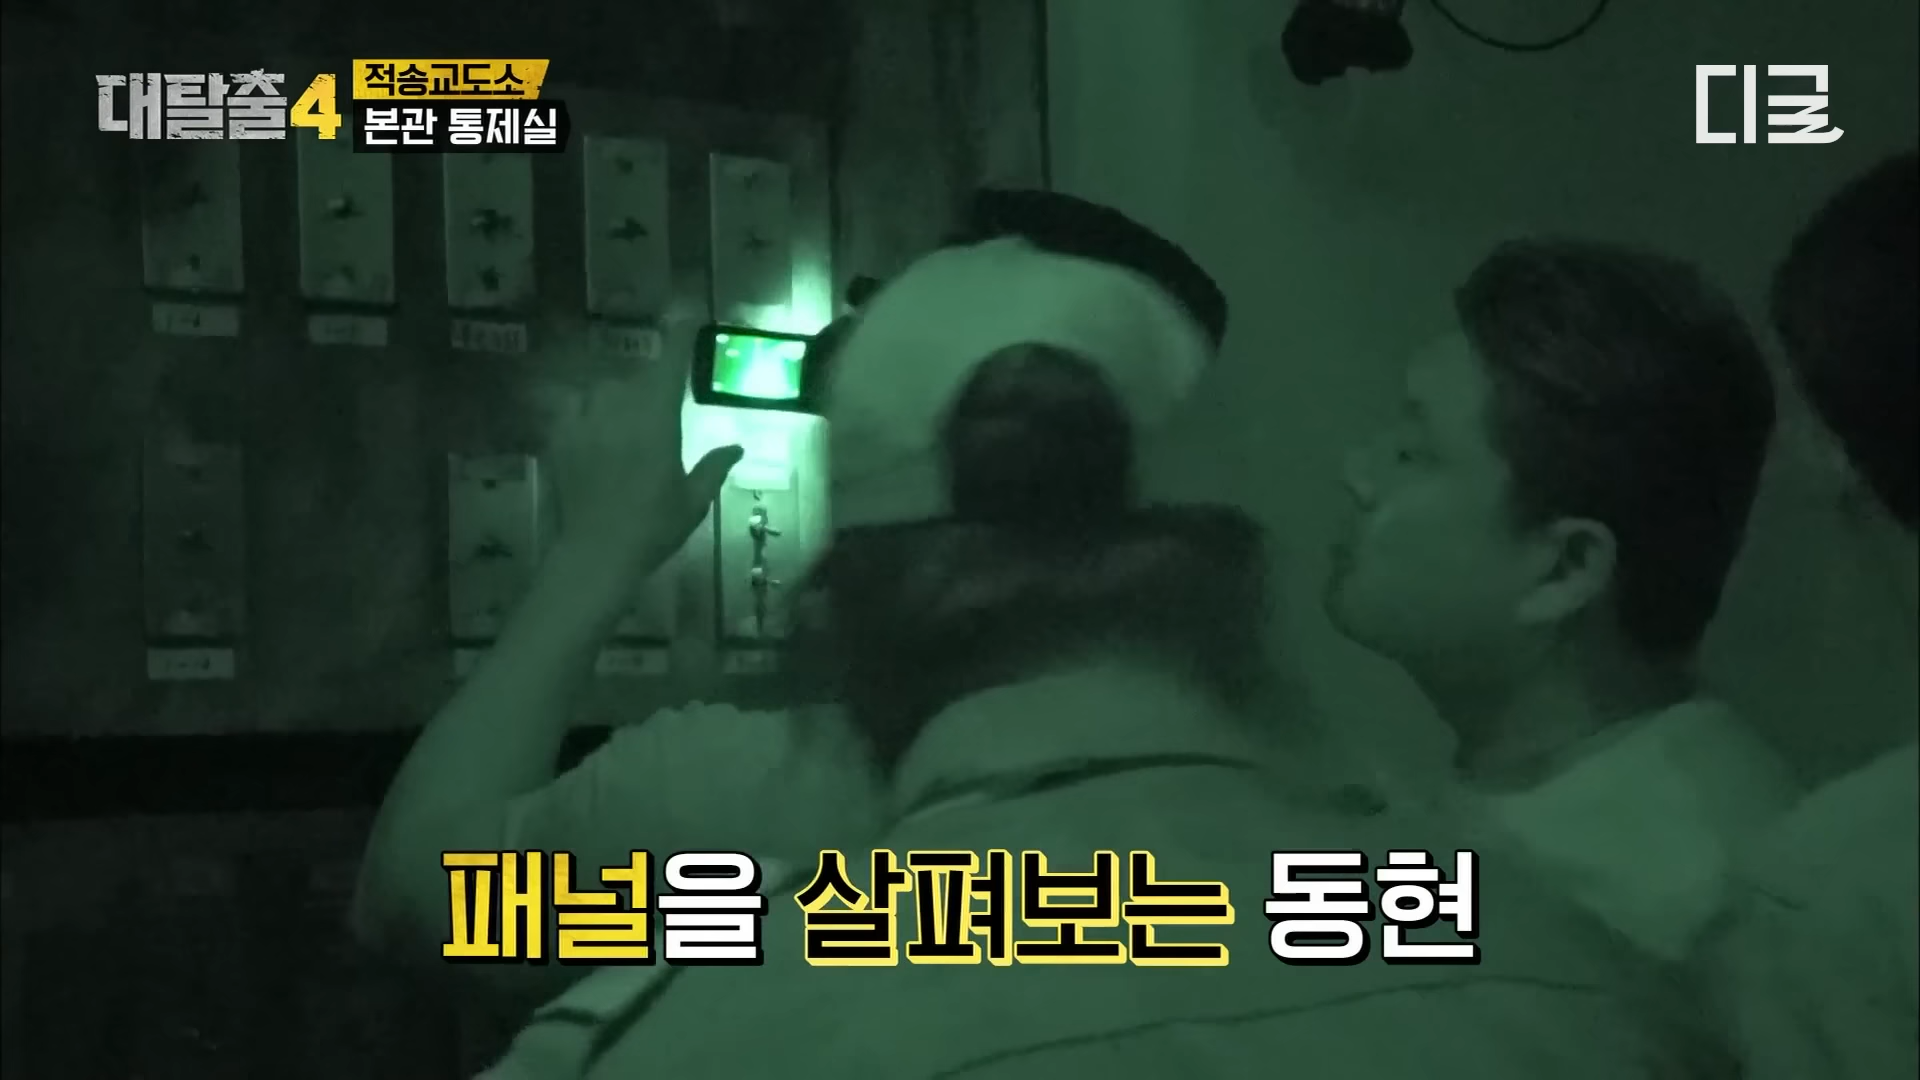 대탈출4
적송교도소
본관 통제실
디글
패널을 살펴보는 동현